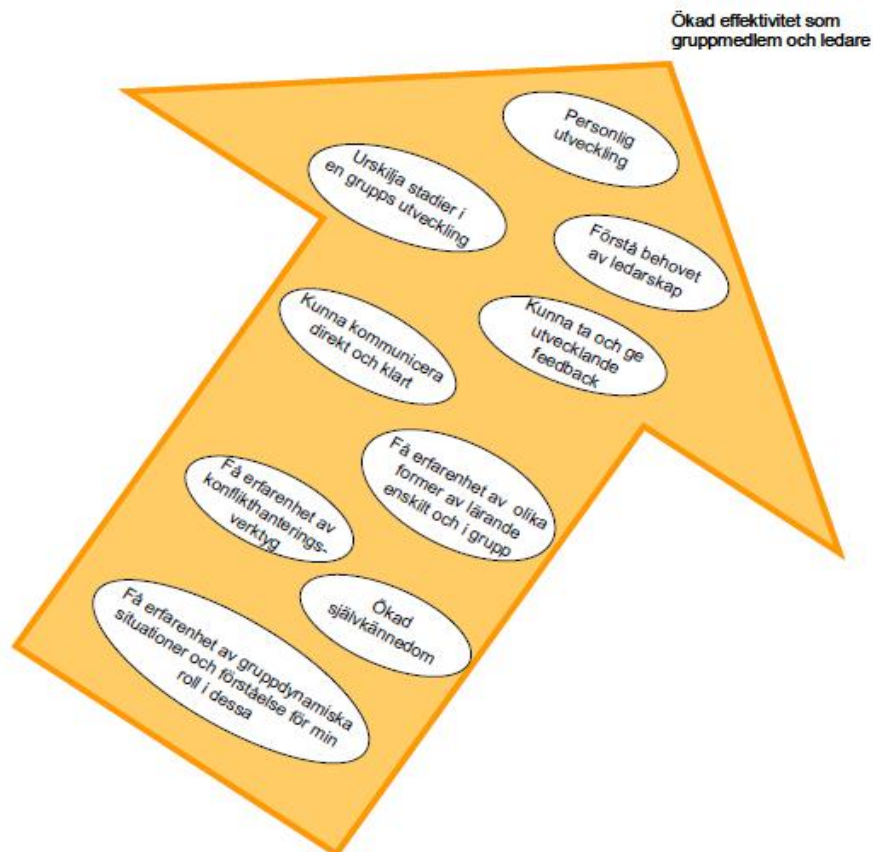 Ökad effektivitet som
gruppmedlem och ledare
Personlig
utveckling
Urskilja stadier i
en grupps utveckling
Förstå behovet
av ledarskap
Kunna kommunicera
direkt och klart
Kunna ta och ge
utvecklande
feedback
Få erfarenhet av olika
former av lärande
enskilt och i grupp
Få erfarenhet av
konflikthanterings-
verktyg
Ökad
självkännedom
Få erfarenhet av gruppdynamiska
situationer och förståelse för min
roll i dessa